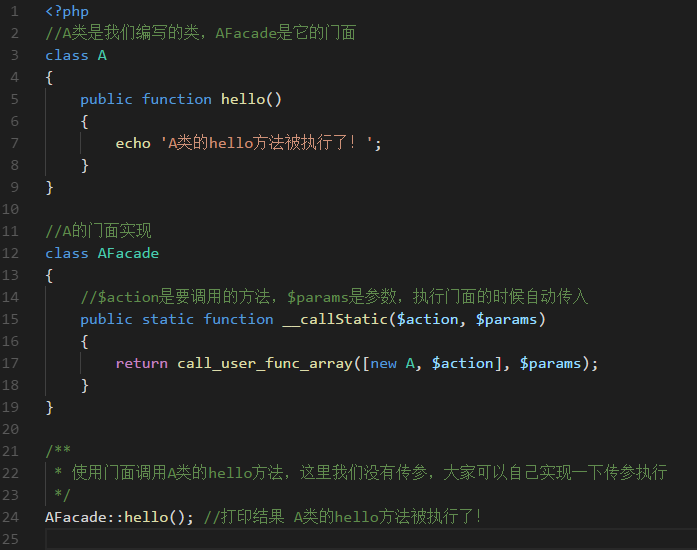 1 <?php
2 //A类是我们编写的类，AFacade是它的门面
3 class A
4 {
5     public function hello()
6     {
7         echo 'A类的hello方法被执行了！';
8     }
9 }
10
11 //A的门面实现
12 class AFacade
13 {
14     //$action是要调用的方法，$params是参数，执行门面的时候自动传入
15     public static function __callStatic($action, $params)
16     {
17         return call_user_func_array([new A, $action], $params);
18     }
19 }
20
21 /**
22  * 使用门面调用A类的hello方法，这里我们没有传参，大家可以自己实现一下传参执行
23  */
24 AFacade::hello(); //打印结果 A类的hello方法被执行了！
25